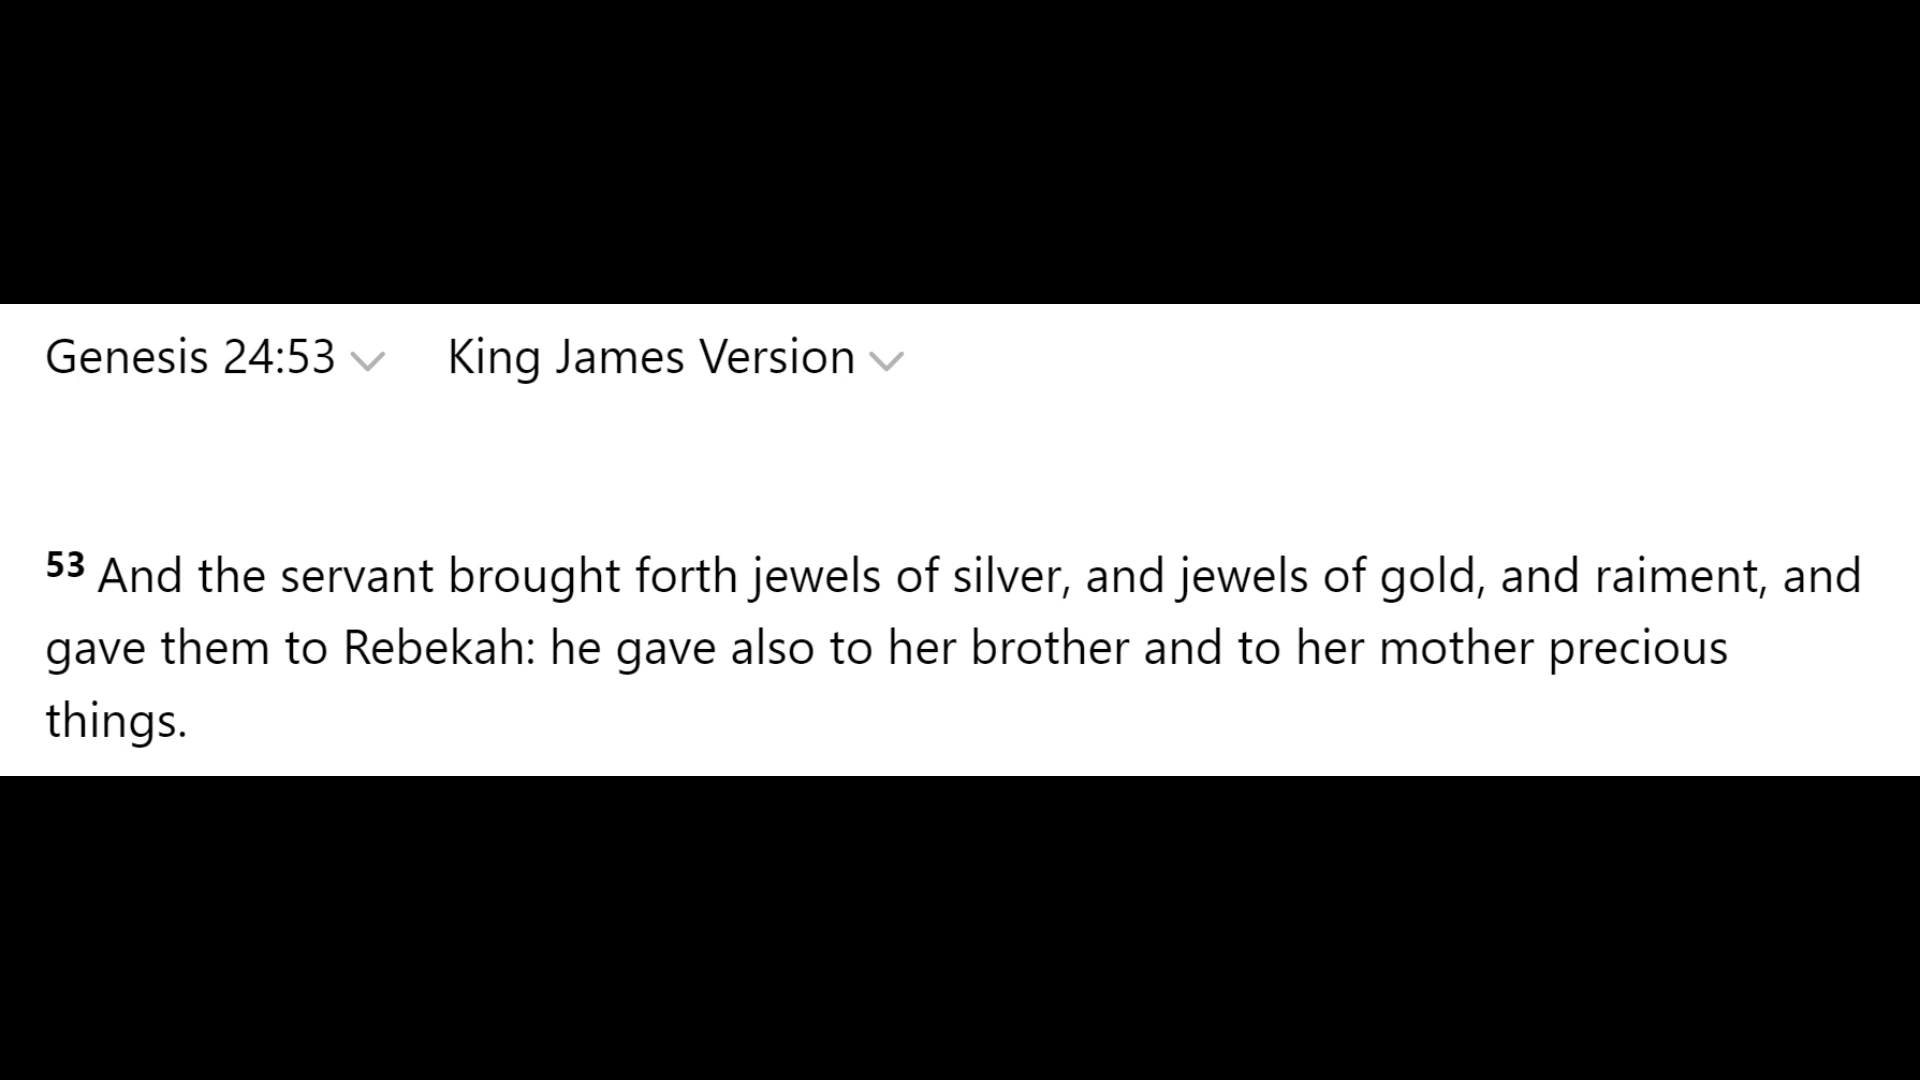 Genesis 24:53 King James Version
53 And the servant brought forth jewels of silver, and jewels of gold, and raiment, and
gave them to Rebekah: he gave also to her brother and to her mother precious
things.